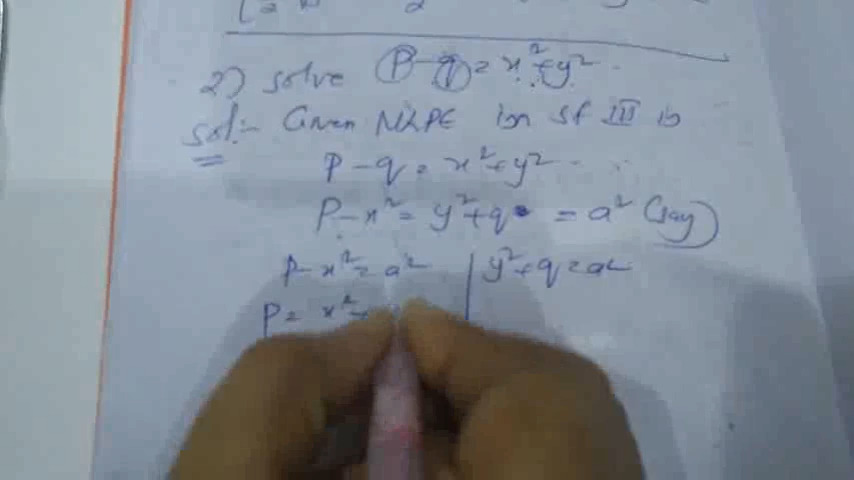 2) solve p-q = x²+y².
sol:- Given NLPE in sf III is
p-q = x²+y²
p-x² = y²+q = a² (say)
p-x² = a² | y²+q = a²
p = x²+